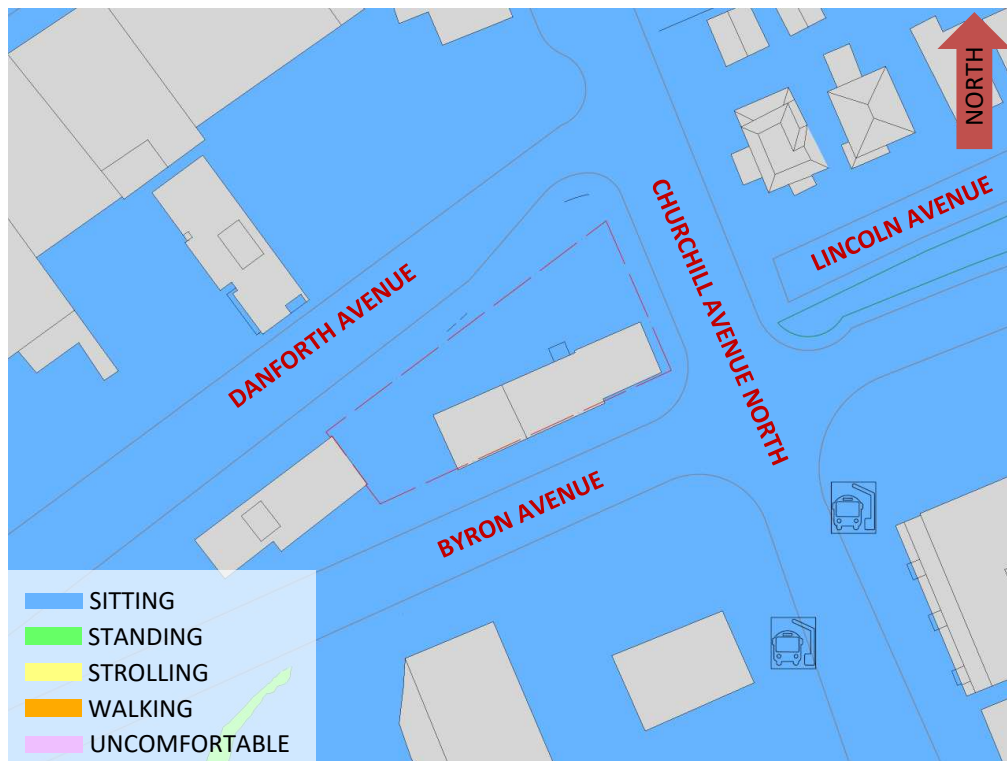 NORTH
CHURCHILL AVENUE NORTH
LINCOLN AVENUE
DANFORTH AVENUE
BYRON AVENUE
SITTING
STANDING
STROLLING
WALKING
UNCOMFORTABLE